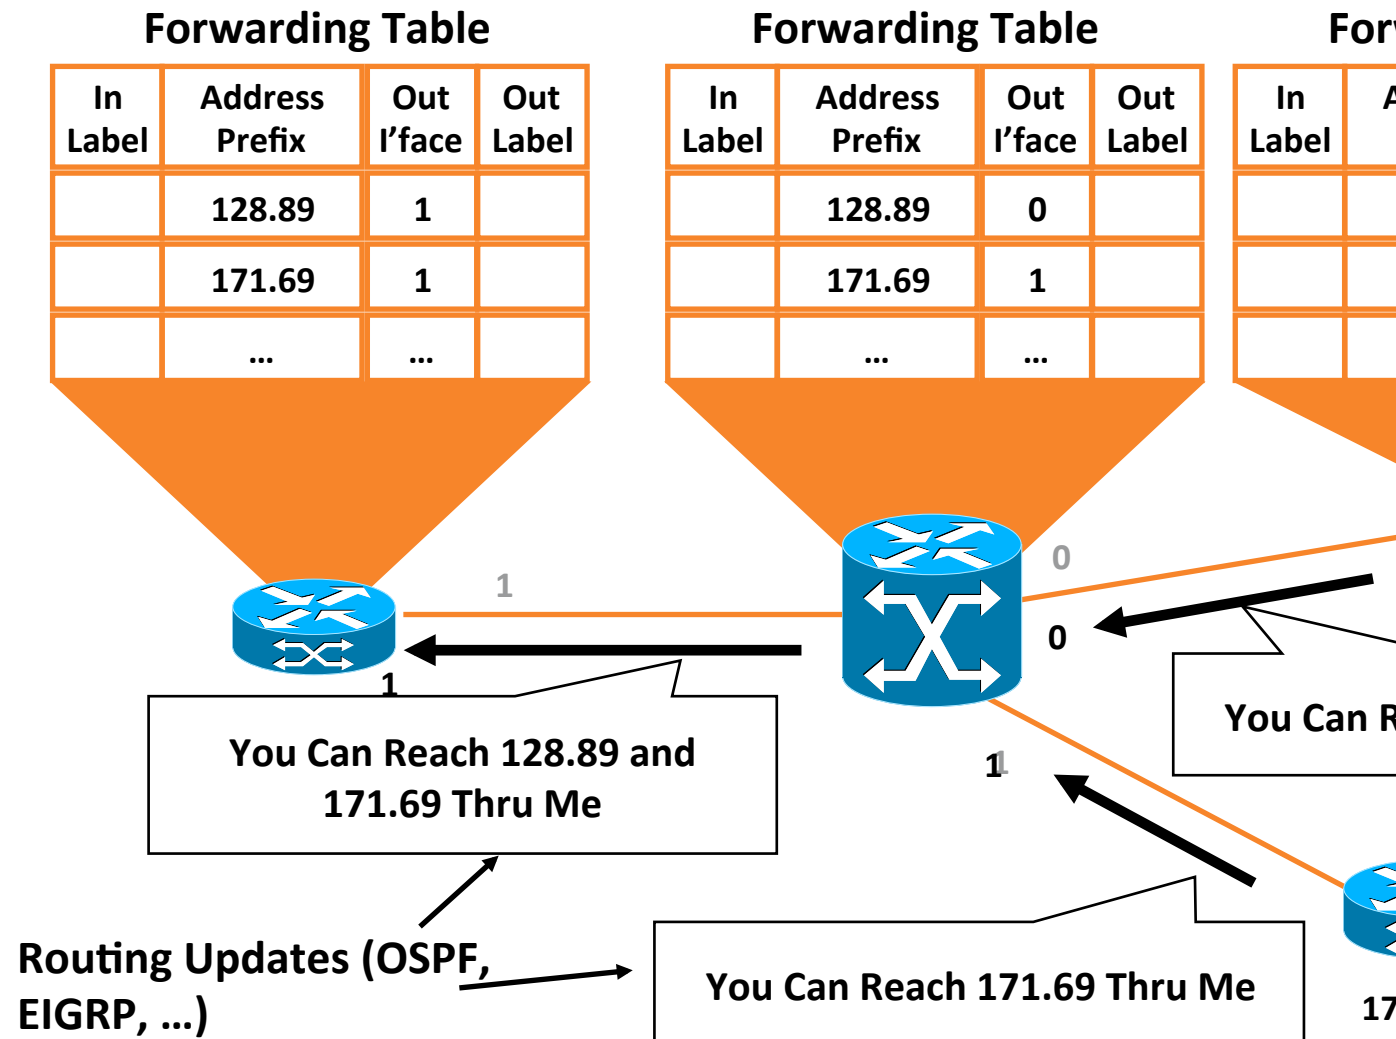 Forwarding Table
In Label
Address Prefix
Out I’face
Out Label
128.89 1
171.69 1
... ...
Forwarding Table
In Label
Address Prefix
Out I’face
Out Label
128.89 0
171.69 1
... ...
In Label
1
1
0
0
1
1
You Can Reach 128.89 and
171.69 Thru Me
You Can
Routing Updates (OSPF,
EIGRP, ...)
You Can Reach 171.69 Thru Me